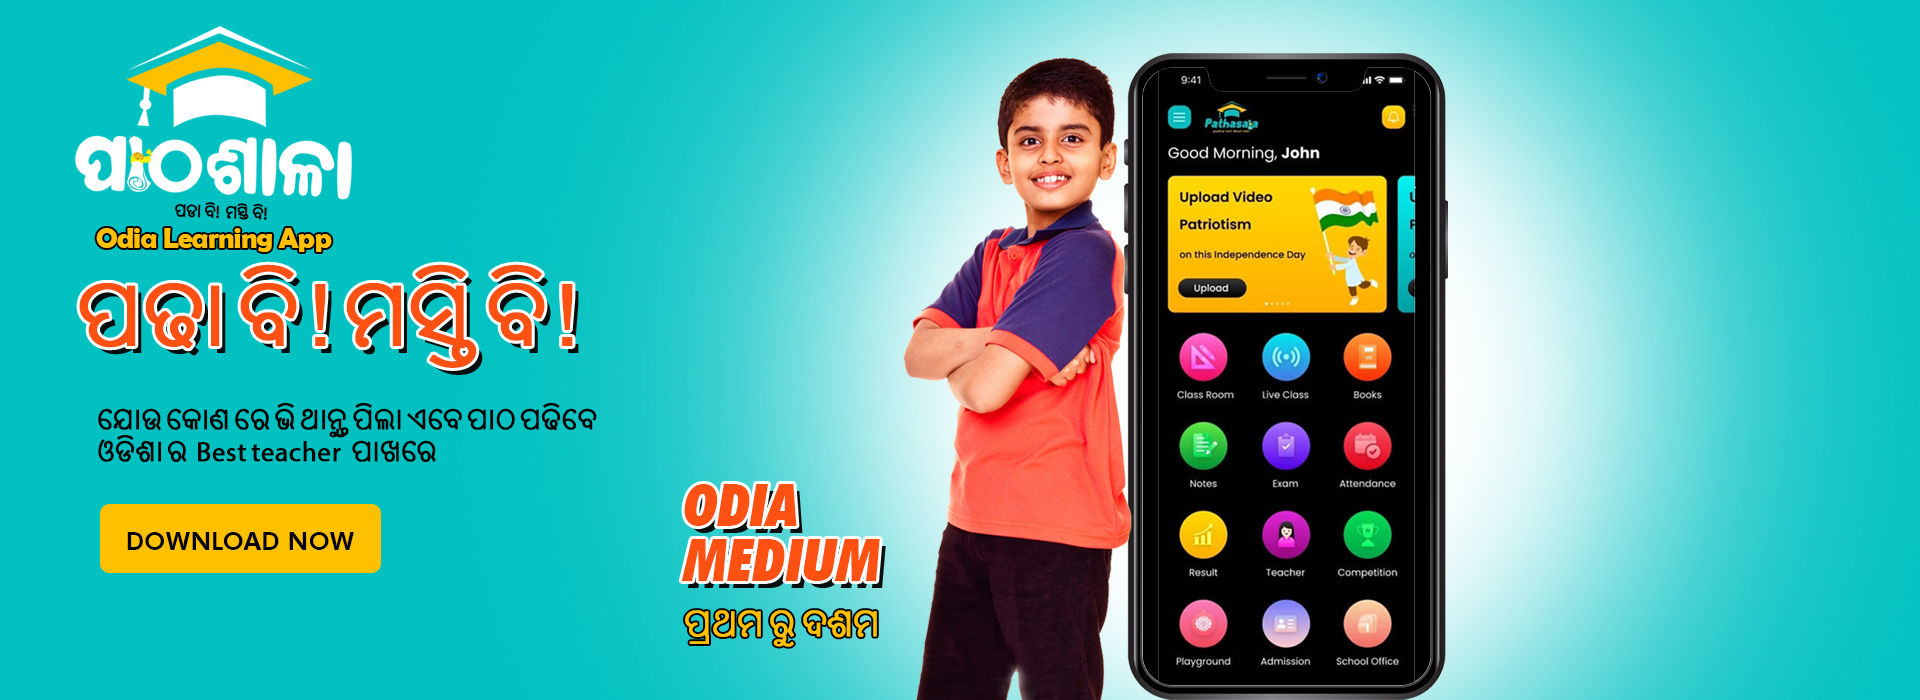 ପାଠଶାଳା
ପଢା ବି! ମସ୍ତି ବି!
Odia Learning App
ପଢା ବି! ମସ୍ତି ବି!
ଯୋଉ କୋଣ ରେ ଭି ଥାନ୍ତୁ ପିଲା ଏବେ ପାଠ ପଢିବେ
ଓଡିଶା ର Best teacher ପାଖରେ
DOWNLOAD NOW
ODIA
MEDIUM
ପ୍ରଥମ ରୁ ଦଶମ
9:41
Pathasala
Good Morning, John
Upload Video
Patriotism
on this Independence Day
Upload
Class Room Live Class Books
Notes Exam Attendance
Result Teacher Competition
Playground Admission School Office